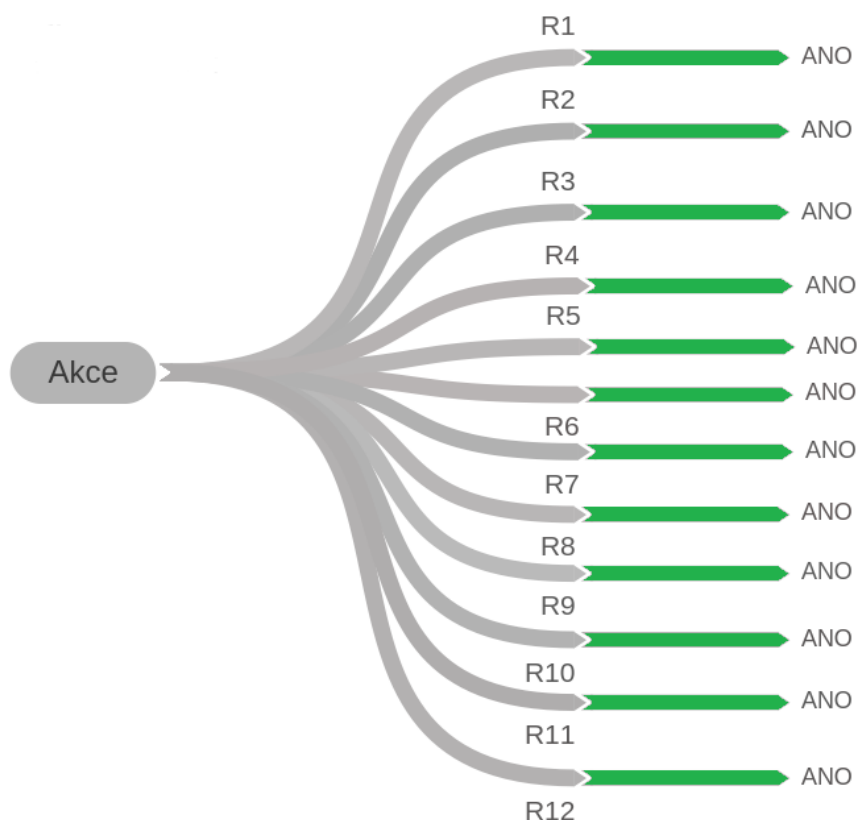 R1
ANO
R2
ANO
R3
ANO
R4
ANO
R5
ANO
Akce
ANO
R6
ANO
R7
ANO
R8
ANO
R9
ANO
R10
ANO
R11
ANO
R12